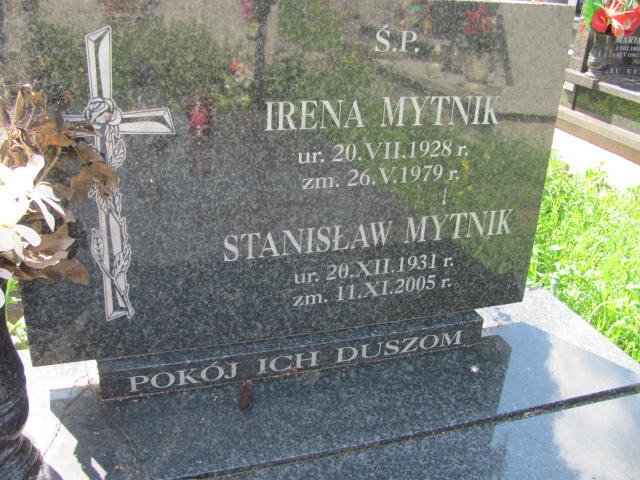 Ś.P.
IRENA MYTNIK
ur. 20.VII.1928 r.
zm. 26.V.1979 r.
STANISŁAW MYTNIK
ur. 20.XII.1931 r.
zm. 11.XI.2005 r.
POKÓJ ICH DUSZOM